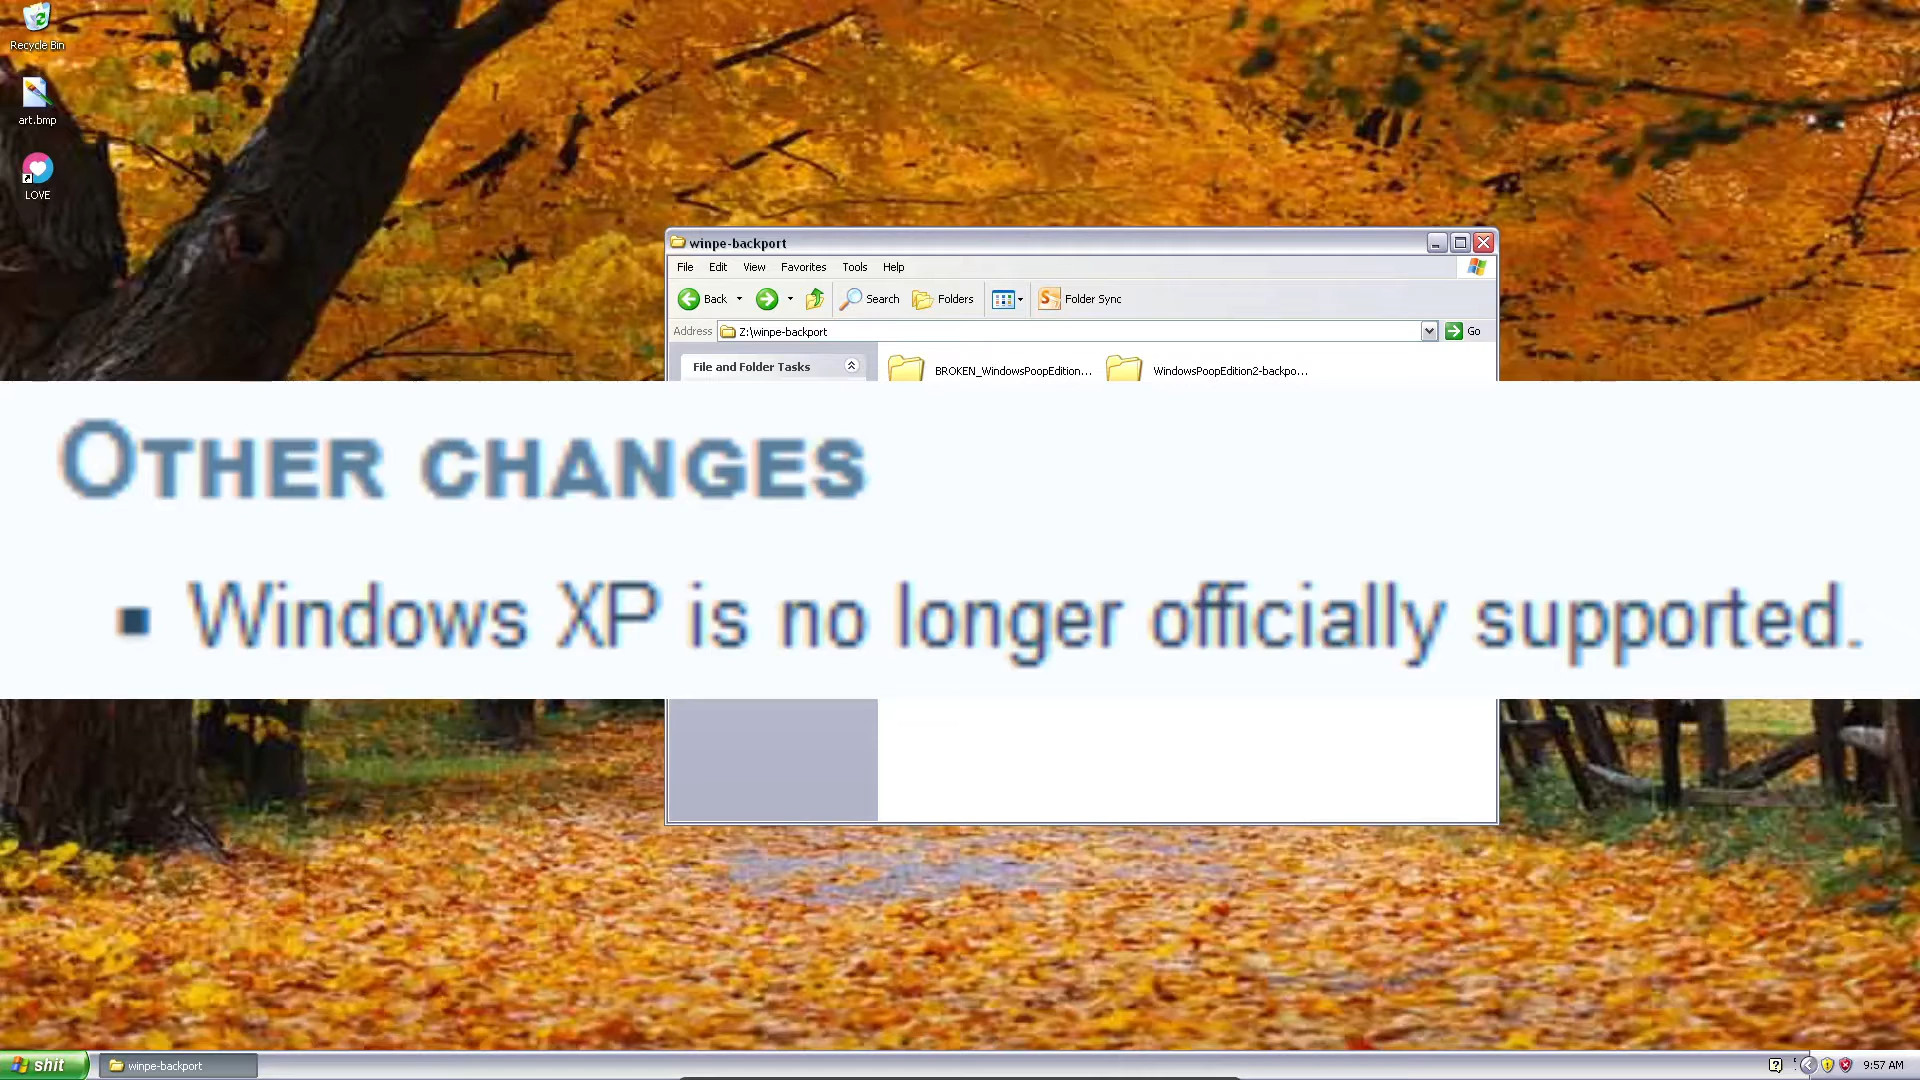 Recycle Bin
art.bmp
LOVE
winpe-backport
File Edit View Favorites Tools Help
Back Search Folders Folder Sync
Address Z:\winpe-backport Go
File and Folder Tasks
BROKEN_WindowsPoopEdition... WindowsPoopEdition2-backpo...
OTHER CHANGES
▪ Windows XP is no longer officially supported.
shit winpe-backport 9:57 AM